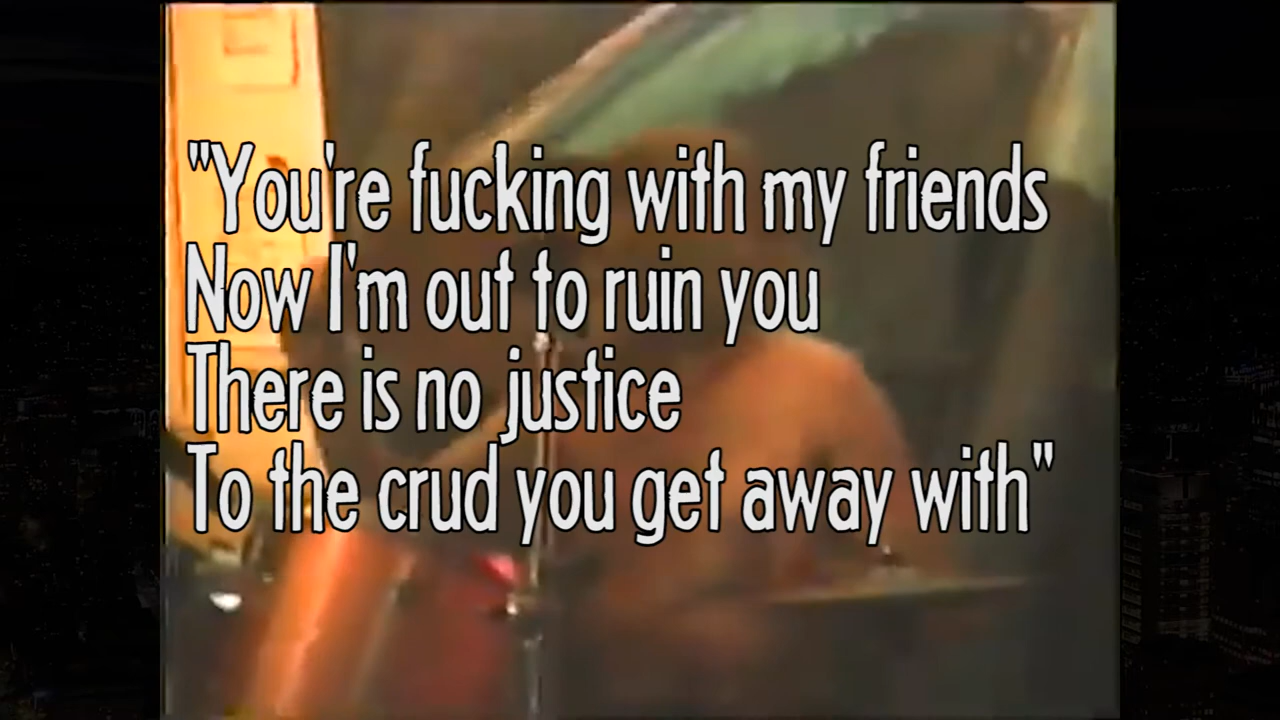 "You're fucking with my friends
Now I'm out to ruin you
There is no justice
To the crud you get away with"